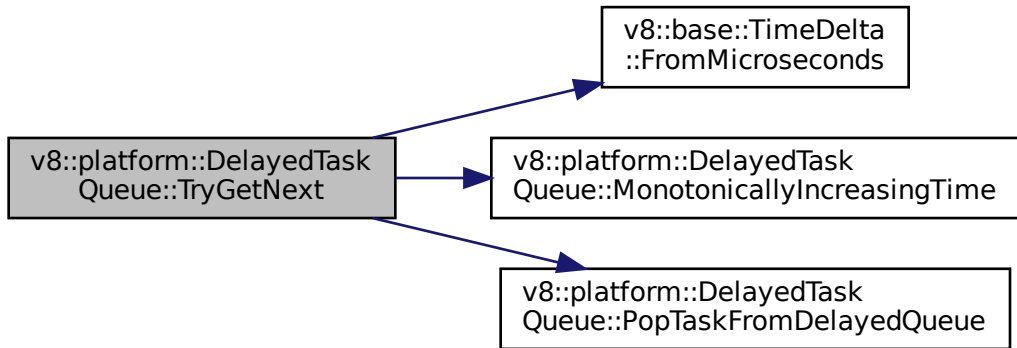 v8::base::TimeDelta
::FromMicroseconds
v8::platform::DelayedTask
Queue::TryGetNext
v8::platform::DelayedTask
Queue::MonotonicallyIncreasingTime
v8::platform::DelayedTask
Queue::PopTaskFromDelayedQueue